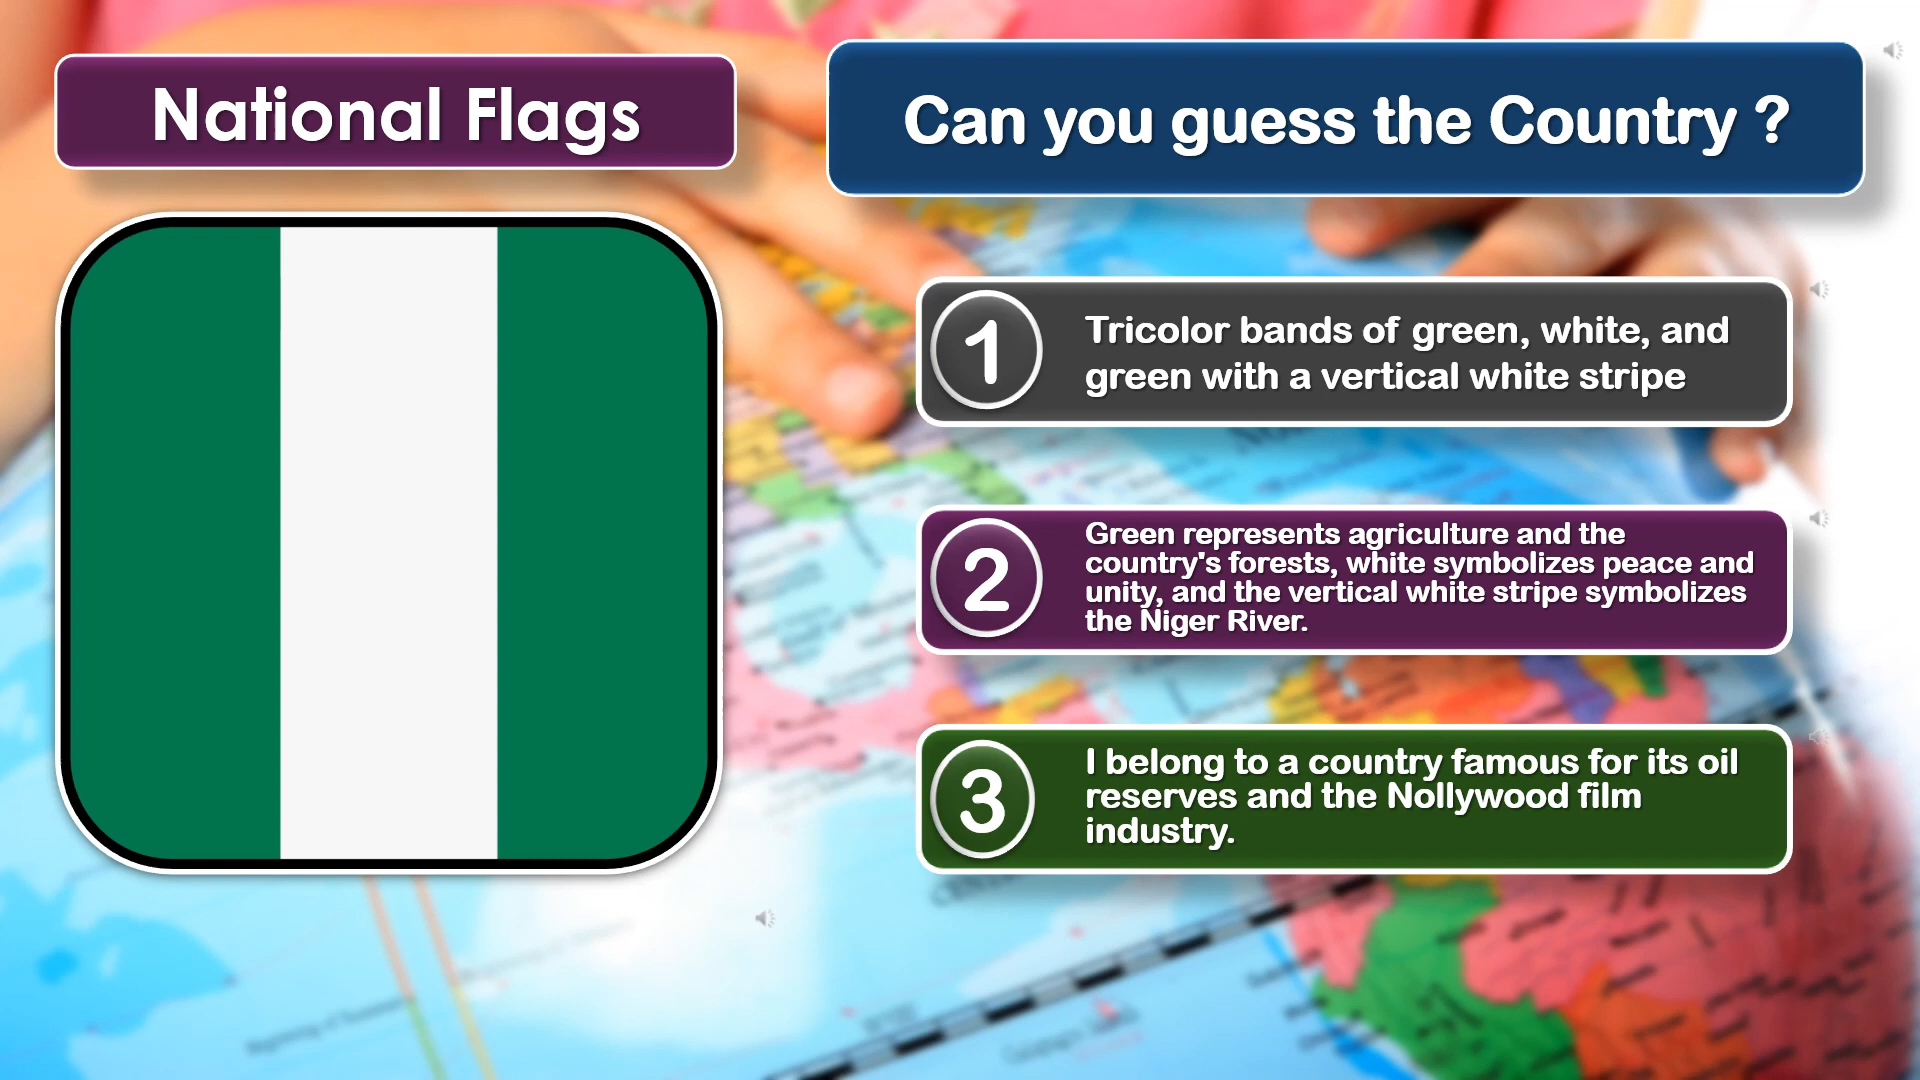 National Flags
Can you guess the Country ?
1
Tricolor bands of green, white, and
green with a vertical white stripe
2
Green represents agriculture and the
country's forests, white symbolizes peace and
unity, and the vertical white stripe symbolizes
the Niger River.
3
I belong to a country famous for its oil
reserves and the Nollywood film
industry.